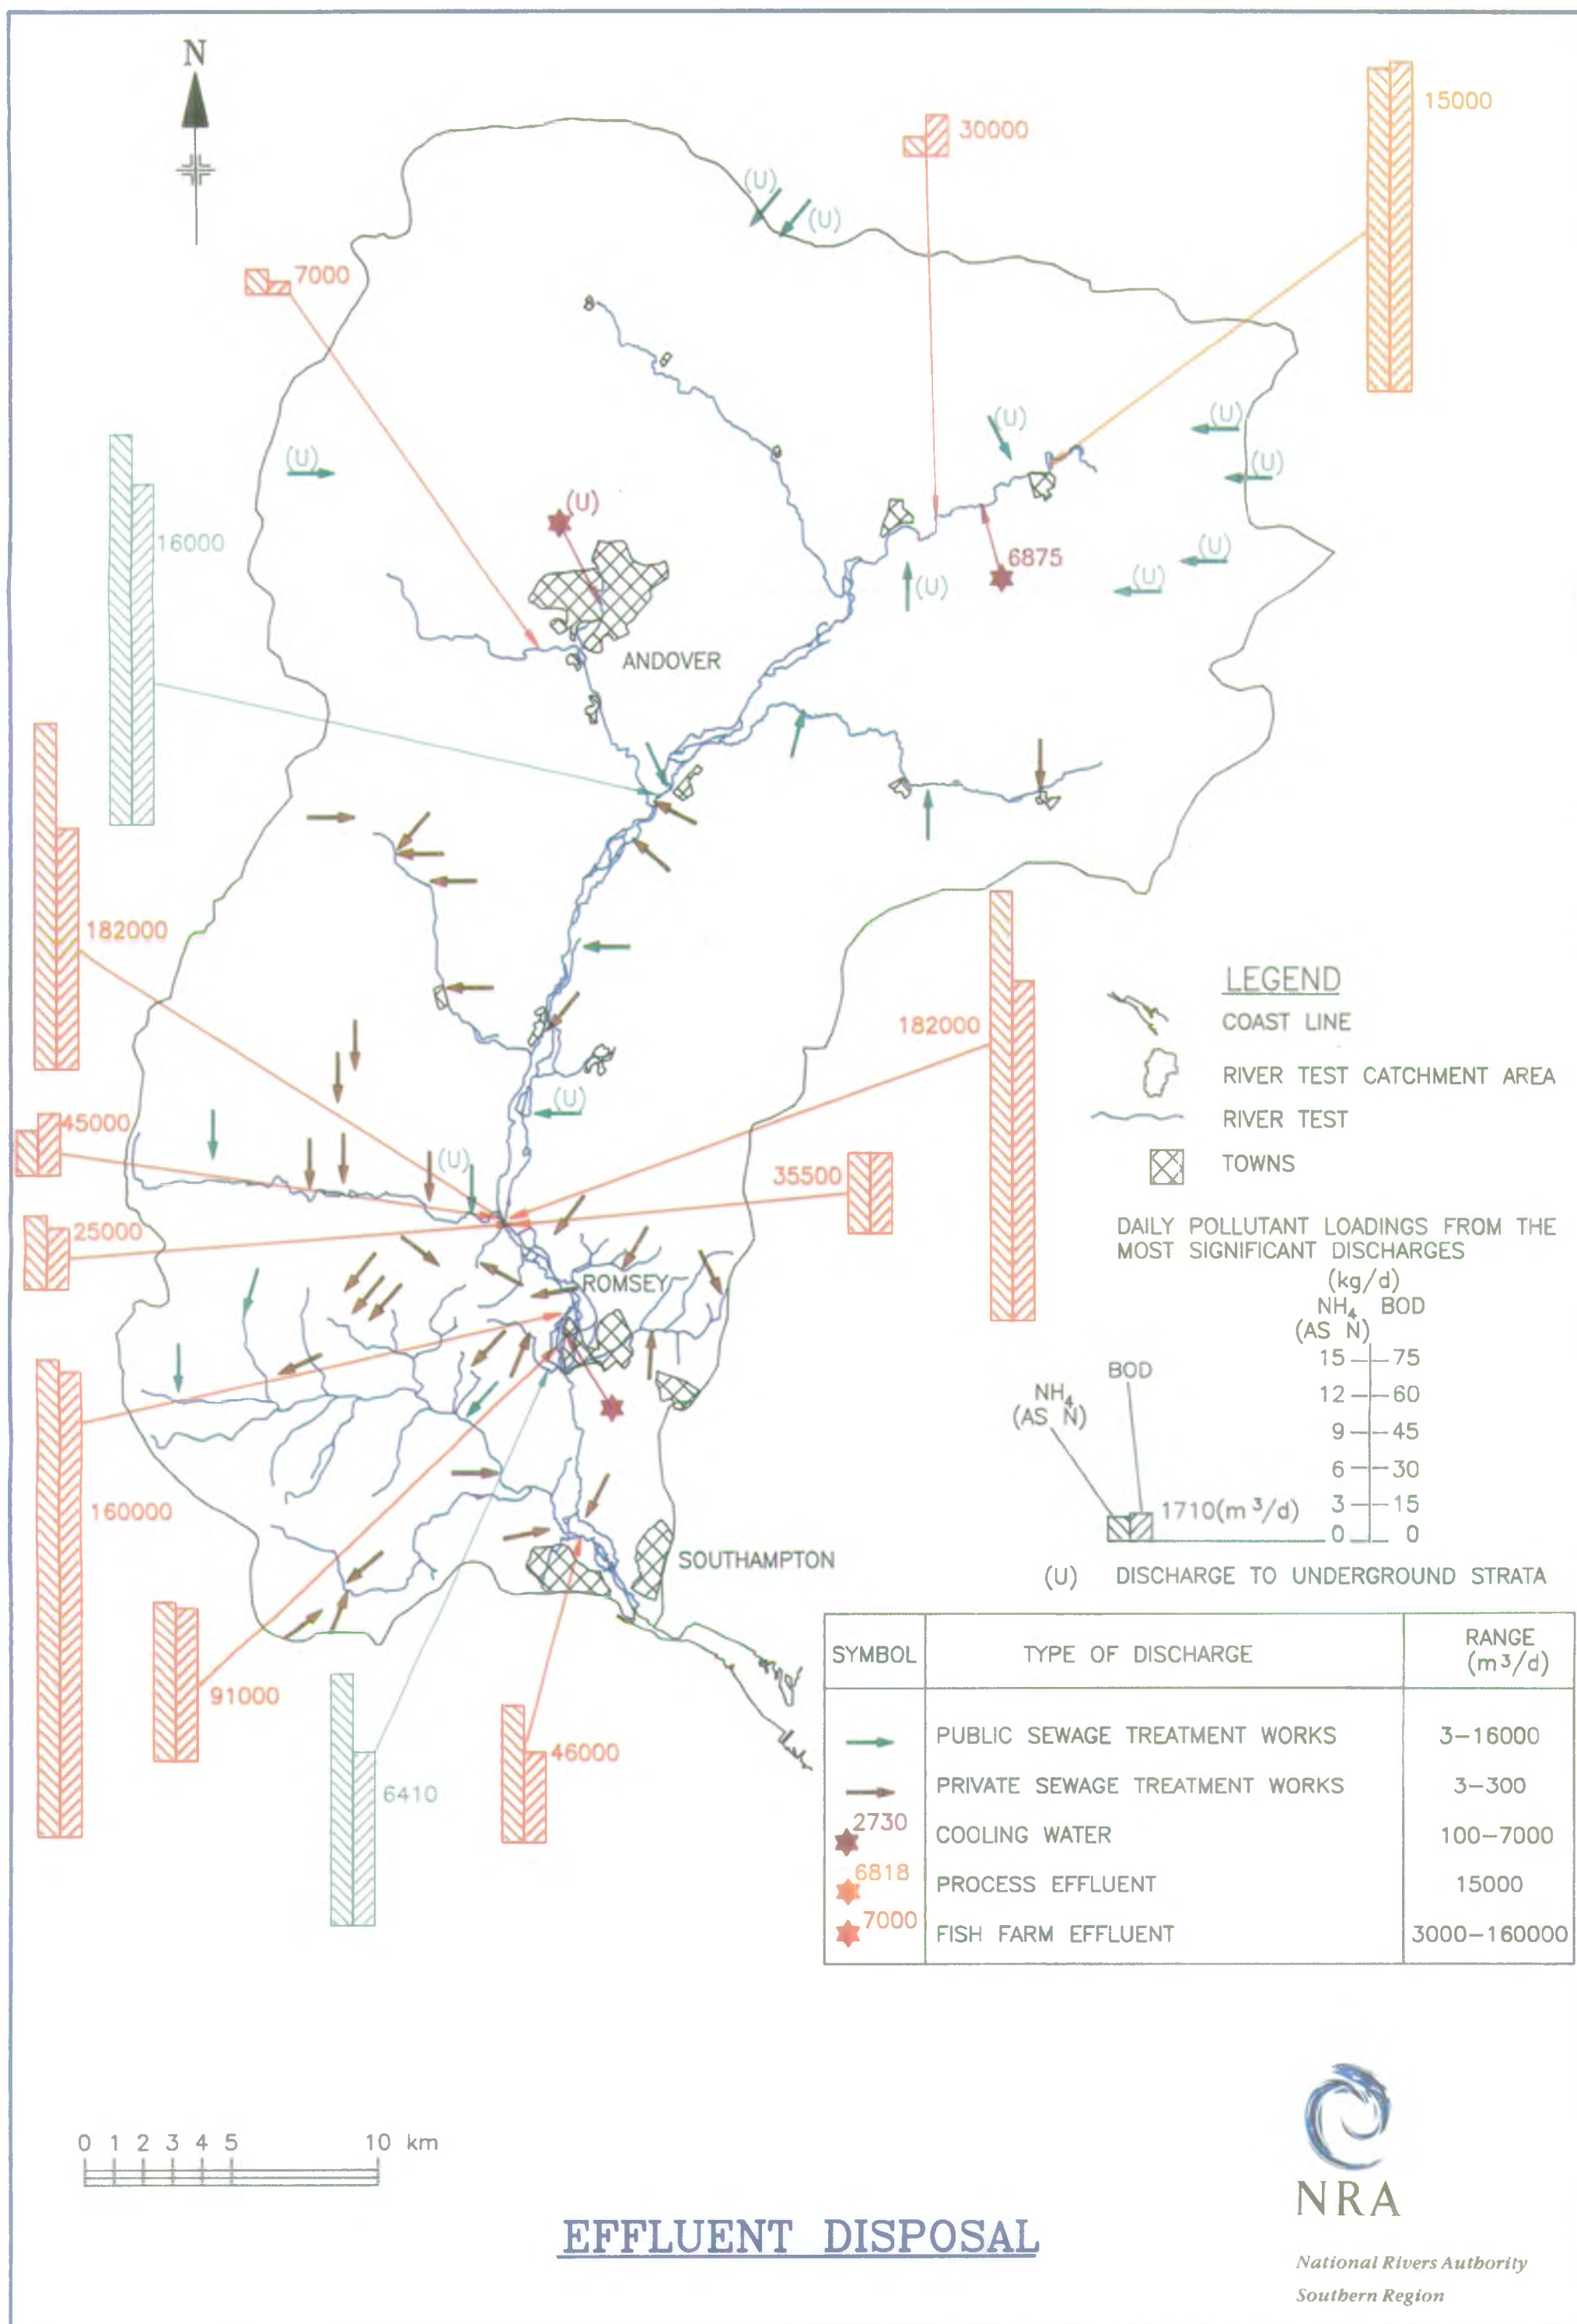 N
15000
30000
(U)
(U)
7000
(U)
(U)
(U)
(U)
(U)
16000
6875
(U)
(U)
(U)
ANDOVER
182000
182000
LEGEND
COAST LINE
RIVER TEST CATCHMENT AREA
RIVER TEST
TOWNS
(U)
45000
(U)
35500
25000
DAILY POLLUTANT LOADINGS FROM THE
MOST SIGNIFICANT DISCHARGES
(kg/d)
NH4 BOD
(AS N)
15 75
12 60
9 45
6 30
3 15
0 0
BOD
NH4
(AS N)
1710(m3/d)
ROMSEY
160000
SOUTHAMPTON
(U) DISCHARGE TO UNDERGROUND STRATA
91000
6410
46000
SYMBOL TYPE OF DISCHARGE RANGE
(m3/d)
PUBLIC SEWAGE TREATMENT WORKS 3-16000
PRIVATE SEWAGE TREATMENT WORKS 3-300
2730 COOLING WATER 100-7000
6818 PROCESS EFFLUENT 15000
7000 FISH FARM EFFLUENT 3000-160000
0 1 2 3 4 5 10 km
EFFLUENT DISPOSAL
NRA
National Rivers Authority
Southern Region